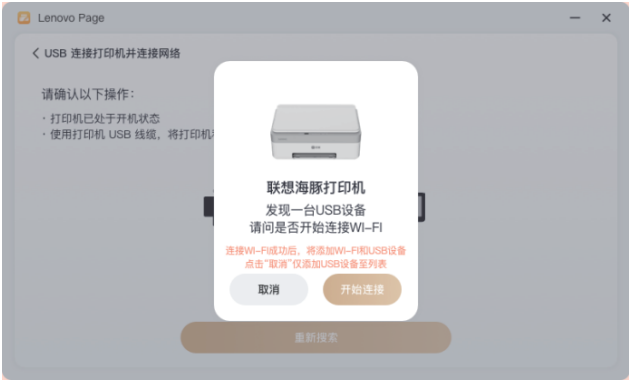 Lenovo Page
USB 连接打印机并连接网络
请确认以下操作：
· 打印机已处于开机状态
· 使用打印机 USB 线缆，将打印机
联想海豚打印机
发现一台USB设备
请问是否开始连接WI-FI
连接WI-FI成功后，将添加WI-FI和USB设备
点击“取消”仅添加USB设备至列表
取消
开始连接
重新搜索